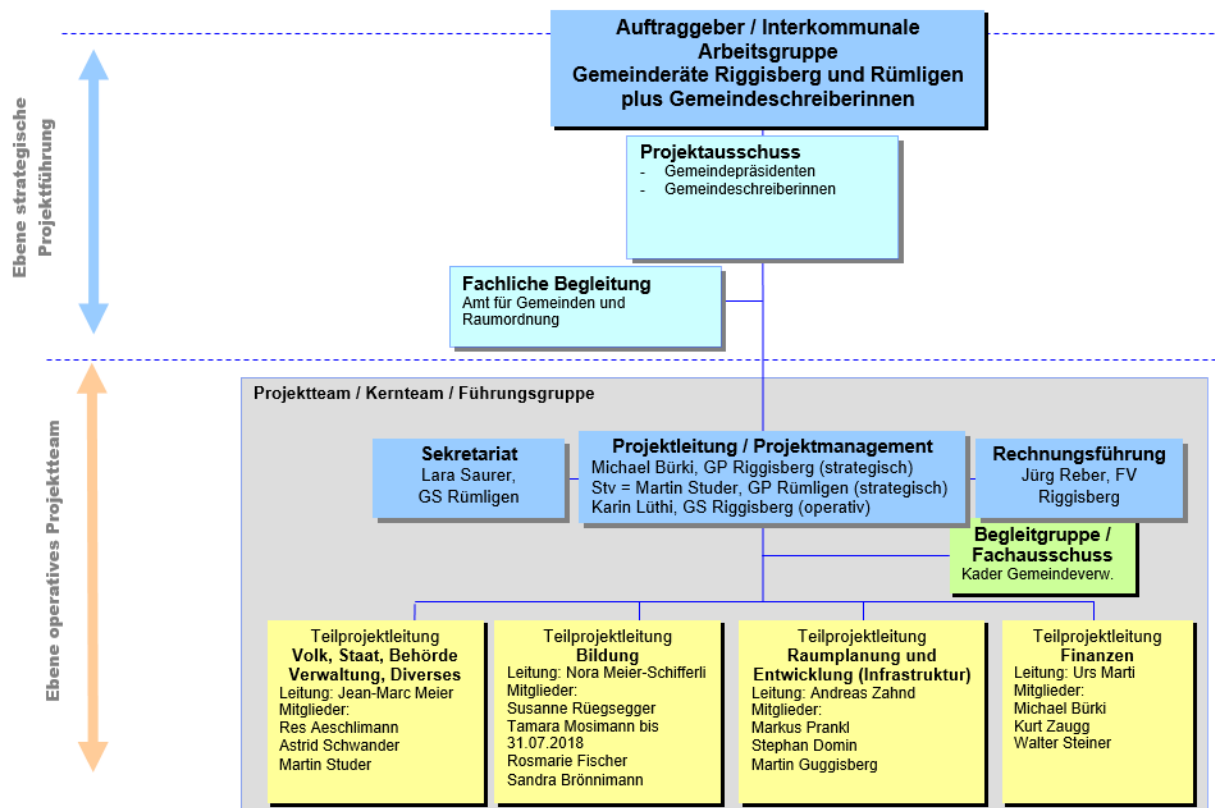 Auftraggeber / Interkommunale
Arbeitsgruppe
Gemeinderäte Riggisberg und Rümligen
plus Gemeindeschreiberinnen
Ebene strategische
Projektführung
Projektausschuss
- Gemeindepräsidenten
- Gemeindeschreiberinnen
Fachliche Begleitung
Amt für Gemeinden und
Raumordnung
Ebene operatives Projektteam
Projektteam / Kernteam / Führungsgruppe
Sekretariat
Lara Saurer,
GS Rümligen
Projektleitung / Projektmanagement
Michael Bürki, GP Riggisberg (strategisch)
Stv = Martin Studer, GP Rümligen (strategisch)
Karin Lüthi, GS Riggisberg (operativ)
Rechnungsführung
Jürg Reber, FV
Riggisberg
Begleitgruppe /
Fachausschuss
Kader Gemeindeverw.
Teilprojektleitung
Volk, Staat, Behörde
Verwaltung, Diverses
Leitung: Jean-Marc Meier
Mitglieder:
Res Aeschlimann
Astrid Schwander
Martin Studer
Teilprojektleitung
Bildung
Leitung: Nora Meier-Schifferli
Mitglieder:
Susanne Rüegsegger
Tamara Mosimann bis
31.07.2018
Rosmarie Fischer
Sandra Brönnimann
Teilprojektleitung
Raumplanung und
Entwicklung (Infrastruktur)
Leitung: Andreas Zahnd
Mitglieder:
Markus Prankl
Stephan Domin
Martin Guggisberg
Teilprojektleitung
Finanzen
Leitung: Urs Marti
Mitglieder:
Michael Bürki
Kurt Zaugg
Walter Steiner